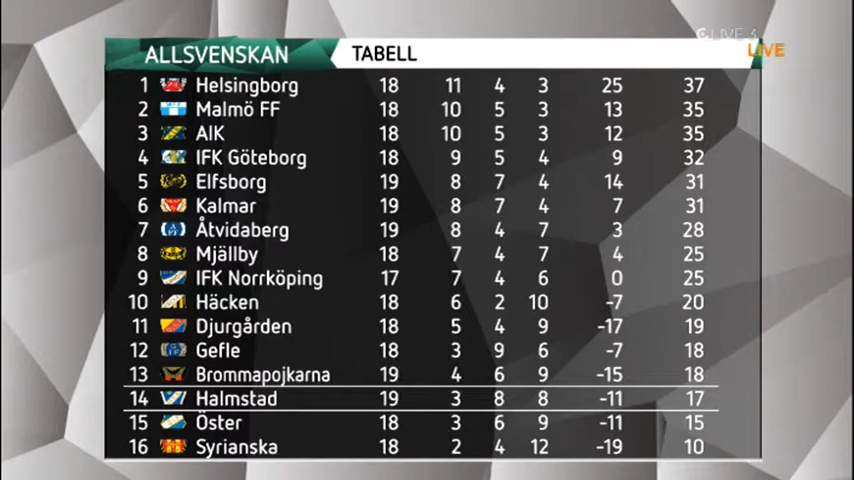 LIVE 3
LIVE
ALLSVENSKAN TABELL
1 Helsingborg 18 11 4 3 25 37
2 Malmö FF 18 10 5 3 13 35
3 AIK 18 10 5 3 12 35
4 IFK Göteborg 18 9 5 4 9 32
5 Elfsborg 19 8 7 4 14 31
6 Kalmar 19 8 7 4 7 31
7 Åtvidaberg 19 8 4 7 3 28
8 Mjällby 18 7 4 7 4 25
9 IFK Norrköping 17 7 4 6 0 25
10 Häcken 18 6 2 10 -7 20
11 Djurgården 18 5 4 9 -17 19
12 Gefle 18 3 9 6 -7 18
13 Brommapojkarna 19 4 6 9 -15 18
14 Halmstad 19 3 8 8 -11 17
15 Öster 18 3 6 9 -11 15
16 Syrianska 18 2 4 12 -19 10